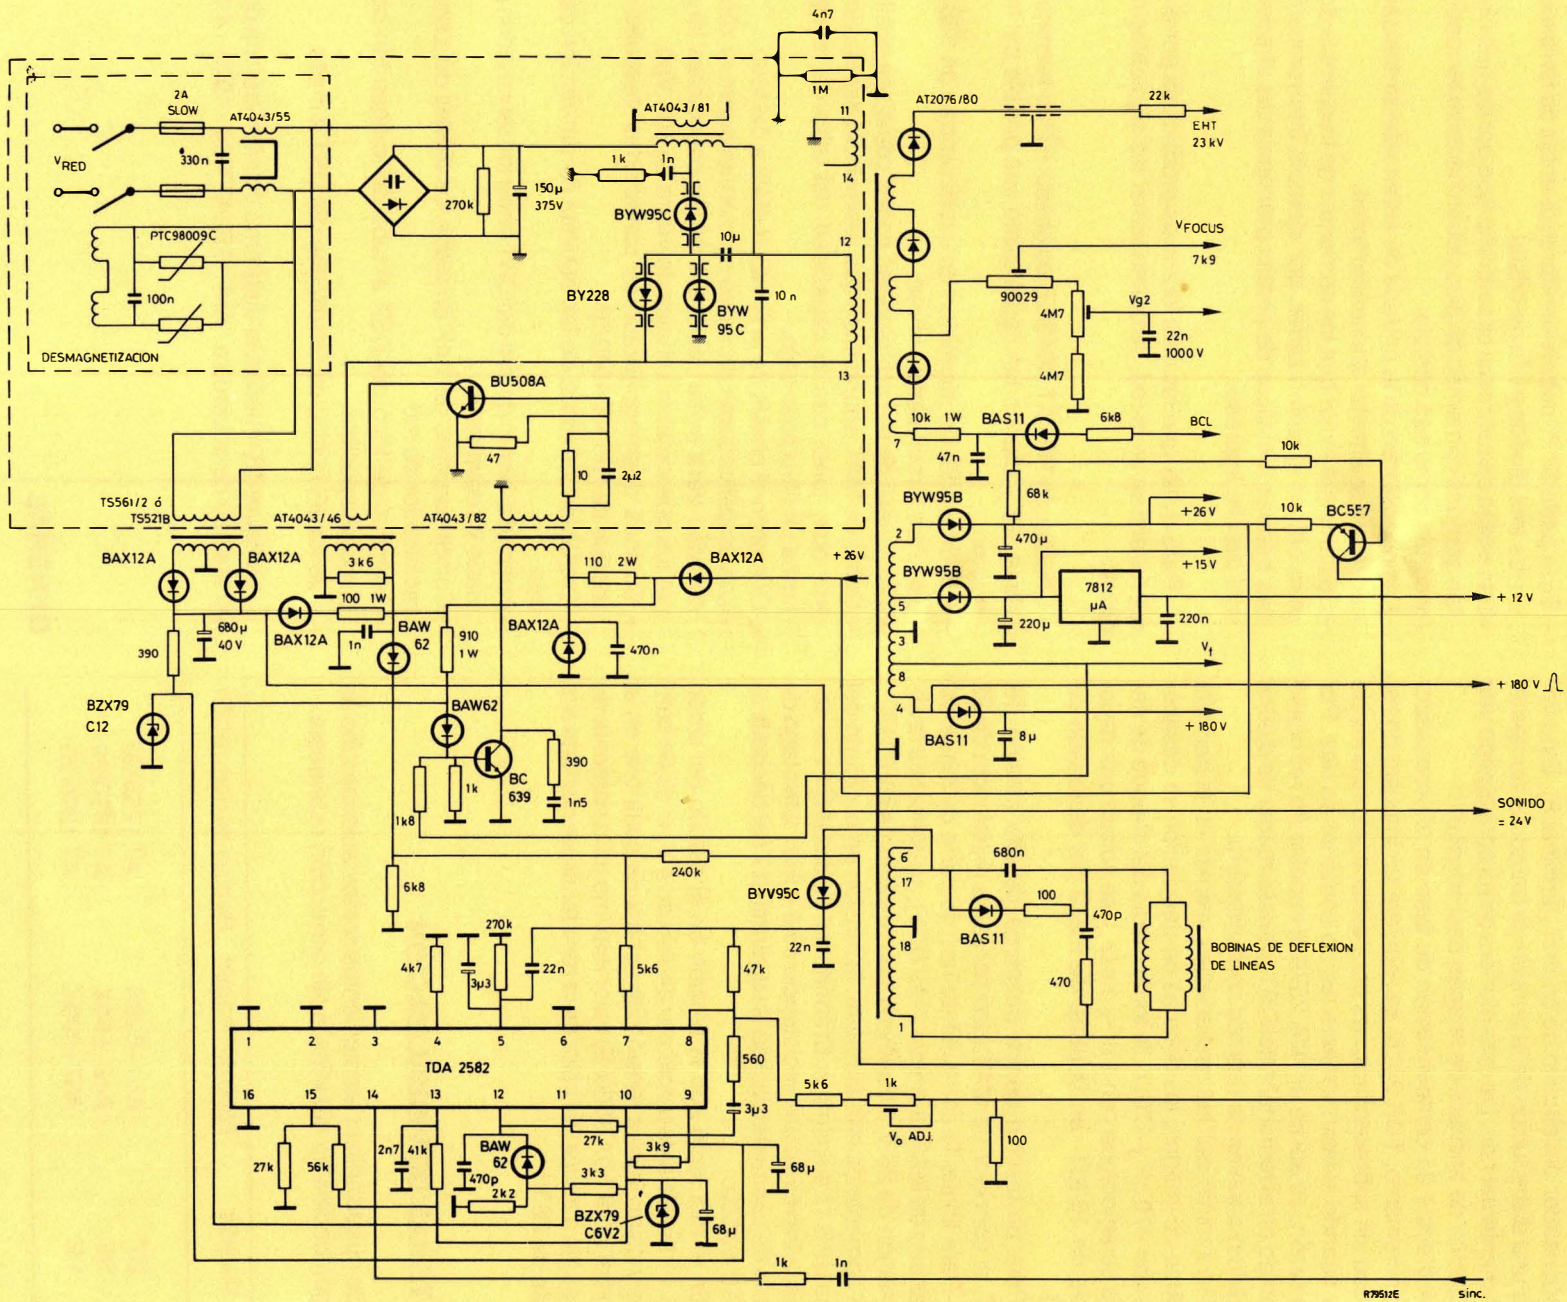 4n7
1M
2A
SLOW
AT4043/55
AT4043/81
11
AT2076/80
22k
EHT
23 kV
VRED
330n
270k
150µ
375V
1k
1n
14
PTC98009C
BYW95C
VFOCUS
7k9
10µ
12
100n
BY228
BYW
95C
10n
90029
4M7
Vg2
22n
1000V
DESMAGNETIZACION
13
4M7
BU508A
10k
1W
BAS11
6k8
BCL
7
47
10
2µ2
47n
10k
68k
TS561/2 ó
TS521B
AT4043/46
AT4043/82
BYW95B
+26V
10k
BC557
2
470µ
BAX12A
BAX12A
3k6
110
2W
BAX12A
+26V
+15V
BYW95B
7812
µA
+12V
100
1W
5
220µ
220n
680µ
40V
BAX12A
1n
BAW
62
910
1W
BAX12A
470n
3
390
Vf
8
+180V
BZX79
C12
4
BAW62
BAS11
8µ
+180V
BC
639
390
1k
1n5
1k8
SONIDO
= 24V
240k
6
680n
6k8
BYV95C
17
100
BAS11
470p
270k
22n
18
4k7
3µ3
22n
5k6
47k
470
BOBINAS DE DEFLEXION
DE LINEAS
1
1
2
3
4
5
6
7
8
TDA 2582
560
16
15
14
13
12
11
10
9
3µ3
5k6
1k
Vo ADJ.
100
27k
56k
2n7
41k
BAW
62
470p
27k
3k9
68µ
3k3
2k2
BZX79
C6V2
68µ
1k
1n
R79512E
sinc.